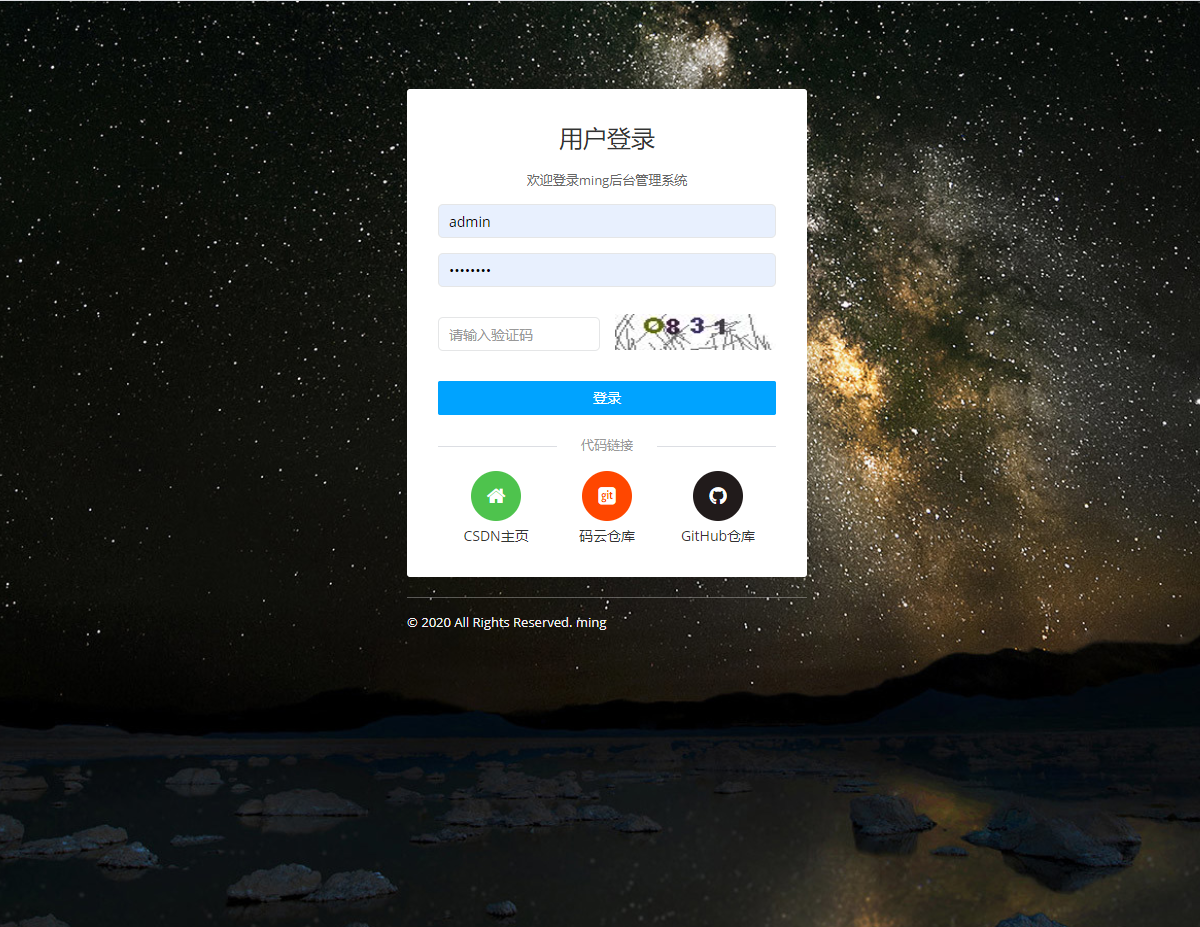 用户登录
欢迎登录ming后台管理系统
admin
••••••••
请输入验证码
0831
登录
代码链接
git
CSDN主页
码云仓库
GitHub仓库
© 2020 All Rights Reserved. ming